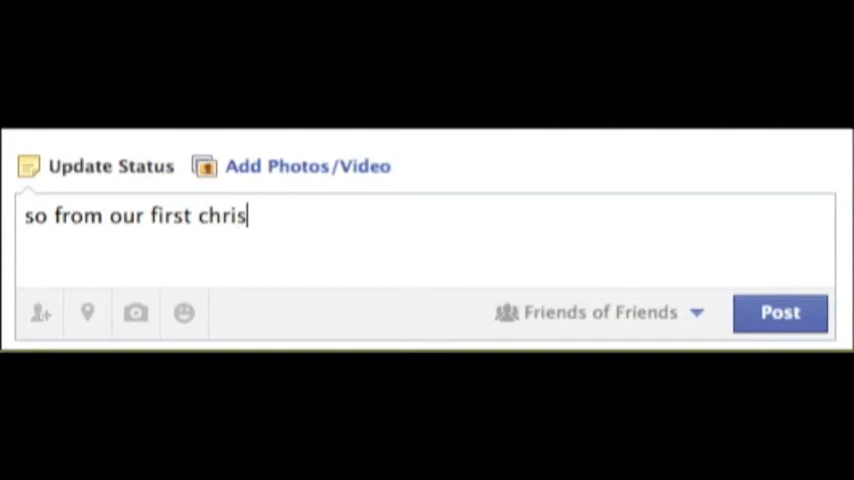 Update Status Add Photos/Video
so from our first chris
Friends of Friends Post